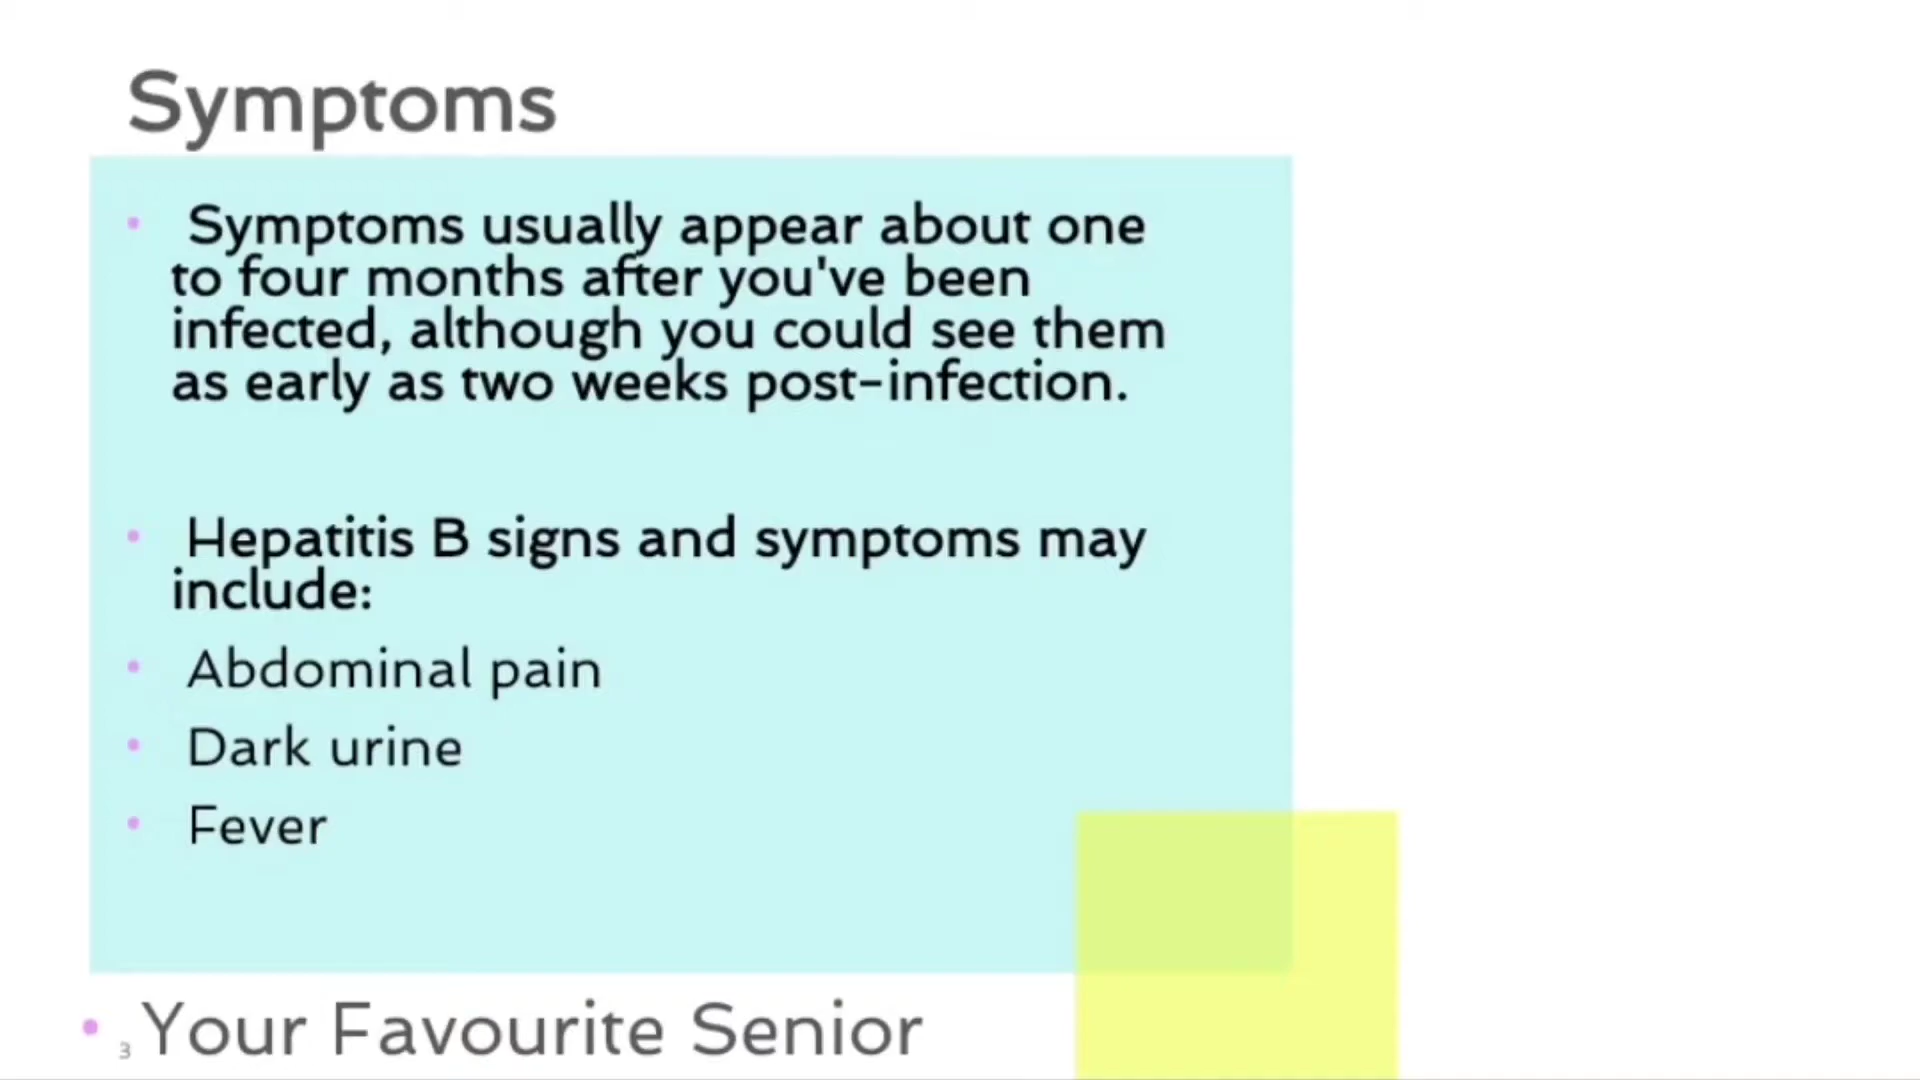 Symptoms
• Symptoms usually appear about one
to four months after you've been
infected, although you could see them
as early as two weeks post-infection.
• Hepatitis B signs and symptoms may
include:
• Abdominal pain
• Dark urine
• Fever
• 3 Your Favourite Senior